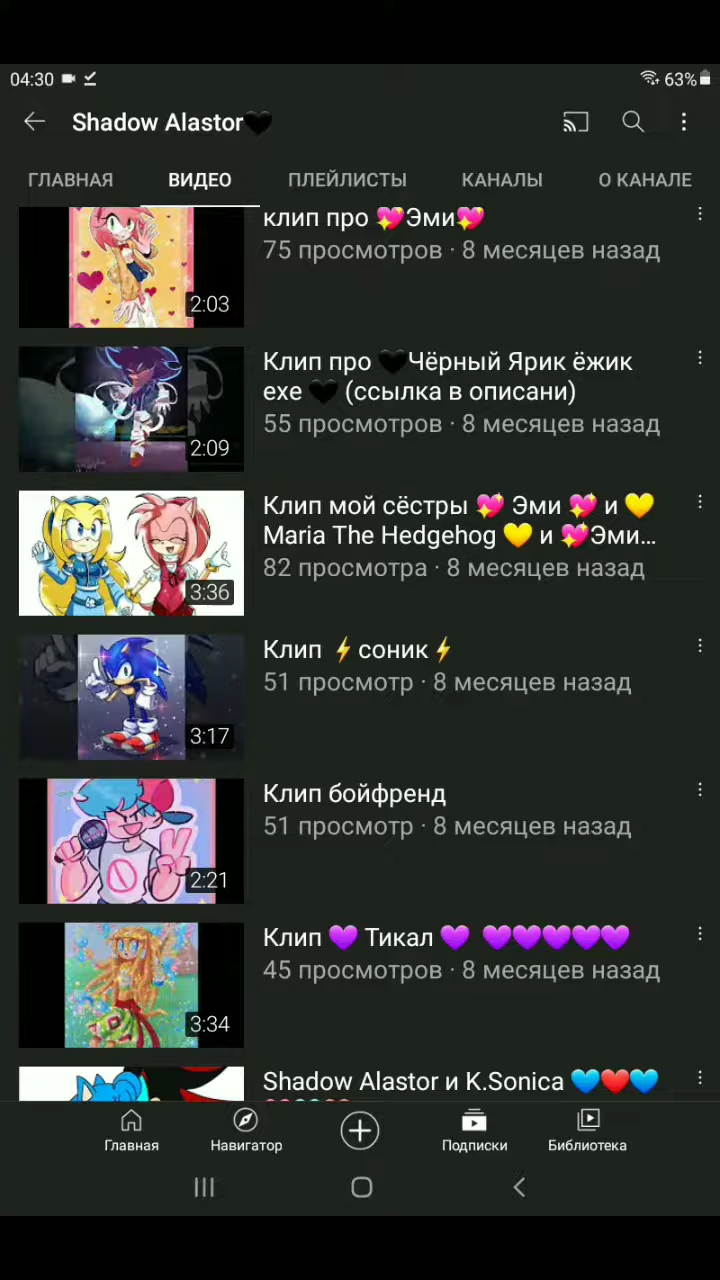 04:30
63%
Shadow Alastor🖤
ГЛАВНАЯ ВИДЕО ПЛЕЙЛИСТЫ КАНАЛЫ О КАНАЛЕ
клип про 💖Эми💖
75 просмотров · 8 месяцев назад
2:03
Клип про 🖤Чёрный Ярик ёжик
exe 🖤 (ссылка в описани)
55 просмотров · 8 месяцев назад
2:09
Клип мой сёстры 💖 Эми 💖 и 💛
Maria The Hedgehog 💛 и 💖Эми...
82 просмотра · 8 месяцев назад
3:36
Клип ⚡соник⚡
51 просмотр · 8 месяцев назад
3:17
Клип бойфренд
51 просмотр · 8 месяцев назад
2:21
Клип 💜 Тикал 💜 💜💜💜💜💜
45 просмотров · 8 месяцев назад
3:34
Shadow Alastor и K.Sonica 💙❤️💙
Главная Навигатор Подписки Библиотека